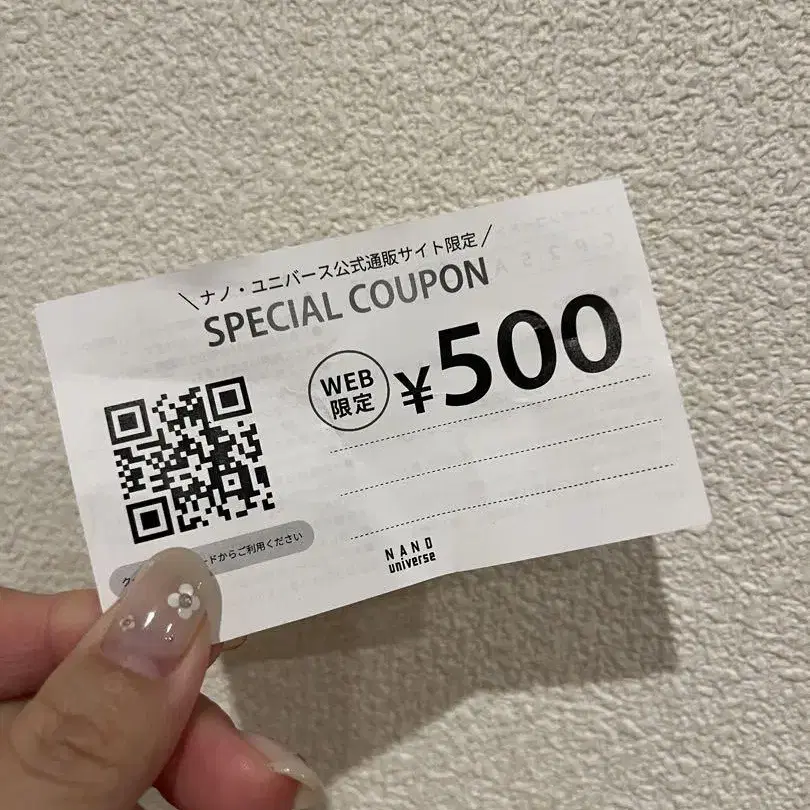 \ナノ・ユニバース公式通販サイト限定/
SPECIAL COUPON
WEB
限定
¥500
ドからご利用ください
NANO
universe